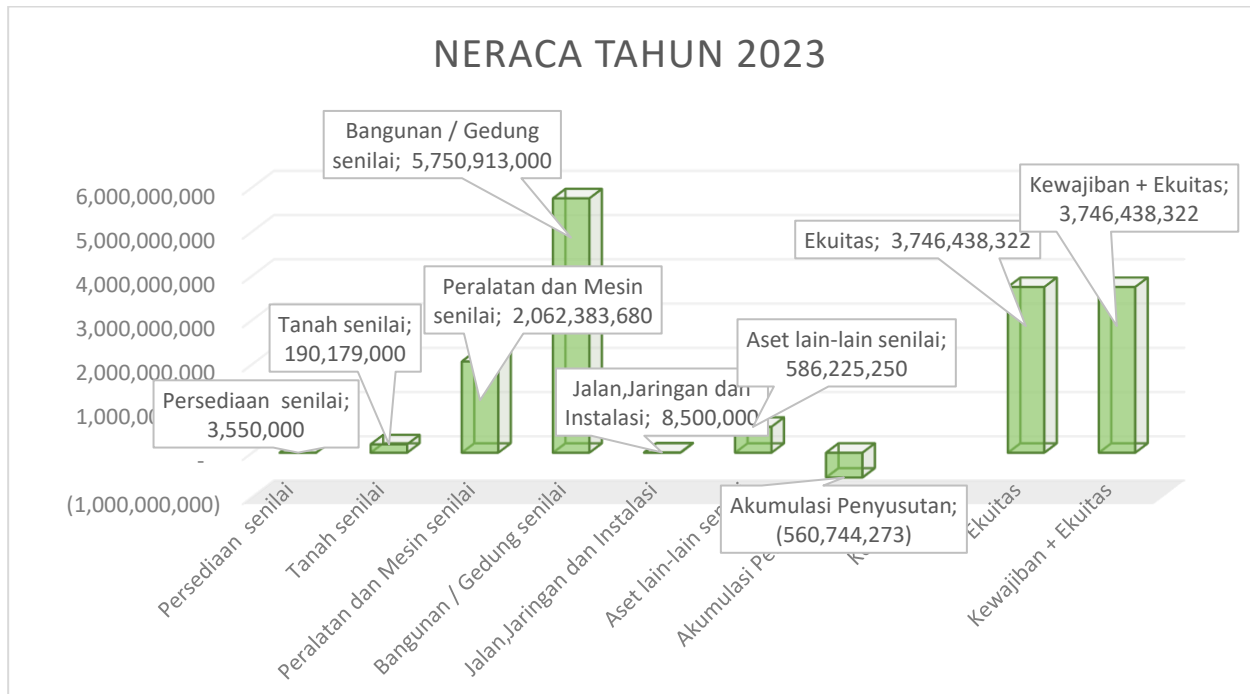 NERACA TAHUN 2023
Bangunan / Gedung
senilai; 5,750,913,000
Kewajiban + Ekuitas;
3,746,438,322
Ekuitas; 3,746,438,322
Peralatan dan Mesin
senilai; 2,062,383,680
Tanah senilai;
190,179,000
Aset lain-lain senilai;
586,225,250
Jalan,Jaringan dan
Instalasi; 8,500,000
Persediaan senilai;
3,550,000
Akumulasi Penyusutan;
(560,744,273)
6,000,000,000
5,000,000,000
4,000,000,000
3,000,000,000
2,000,000,000
-
(1,000,000,000)
Persediaan senilai
Tanah senilai
Peralatan dan Mesin senilai
Bangunan / Gedung senilai
Jalan,Jaringan dan Instalasi
Aset lain-lain
Akumulasi
Ekuitas
Kewajiban + Ekuitas